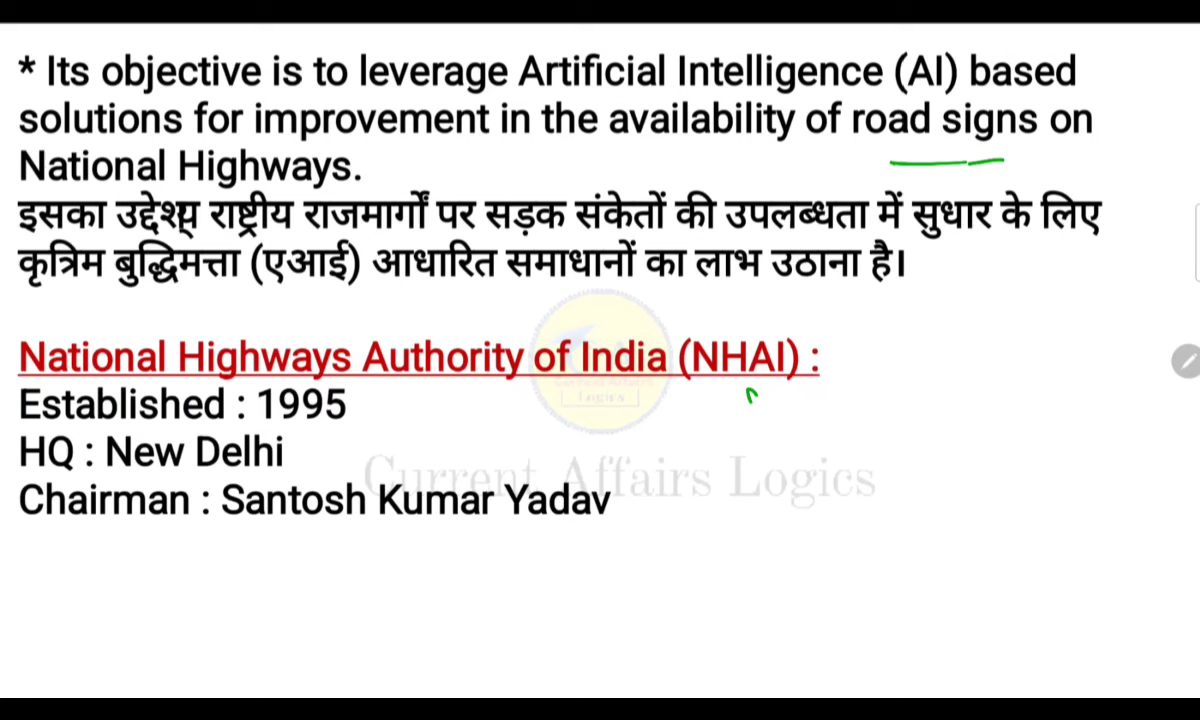 * Its objective is to leverage Artificial Intelligence (AI) based
solutions for improvement in the availability of road signs on
National Highways.
इसका उद्देश्य राष्ट्रीय राजमार्गों पर सड़क संकेतों की उपलब्धता में सुधार के लिए
कृत्रिम बुद्धिमत्ता (एआई) आधारित समाधानों का लाभ उठाना है।
National Highways Authority of India (NHAI) :
Established : 1995
HQ : New Delhi
Current Affairs Logics
Chairman : Santosh Kumar Yadav